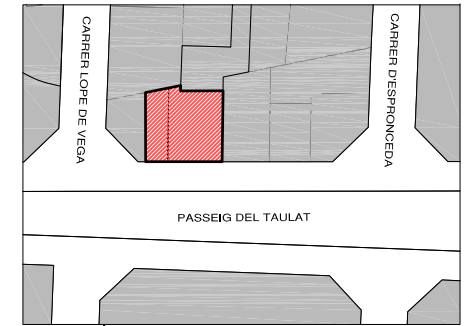 CARRER LOPE DE VEGA
CARRER D'ESPRONCEDA
PASSEIG DEL TAULAT